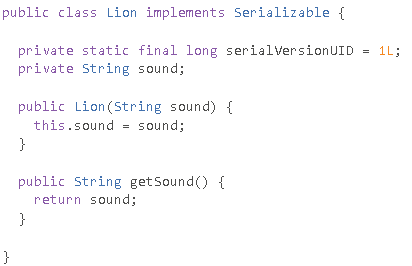 public class Lion implements Serializable {
private static final long serialVersionUID = 1L;
private String sound;
public Lion(String sound) {
this.sound = sound;
}
public String getSound() {
return sound;
}
}